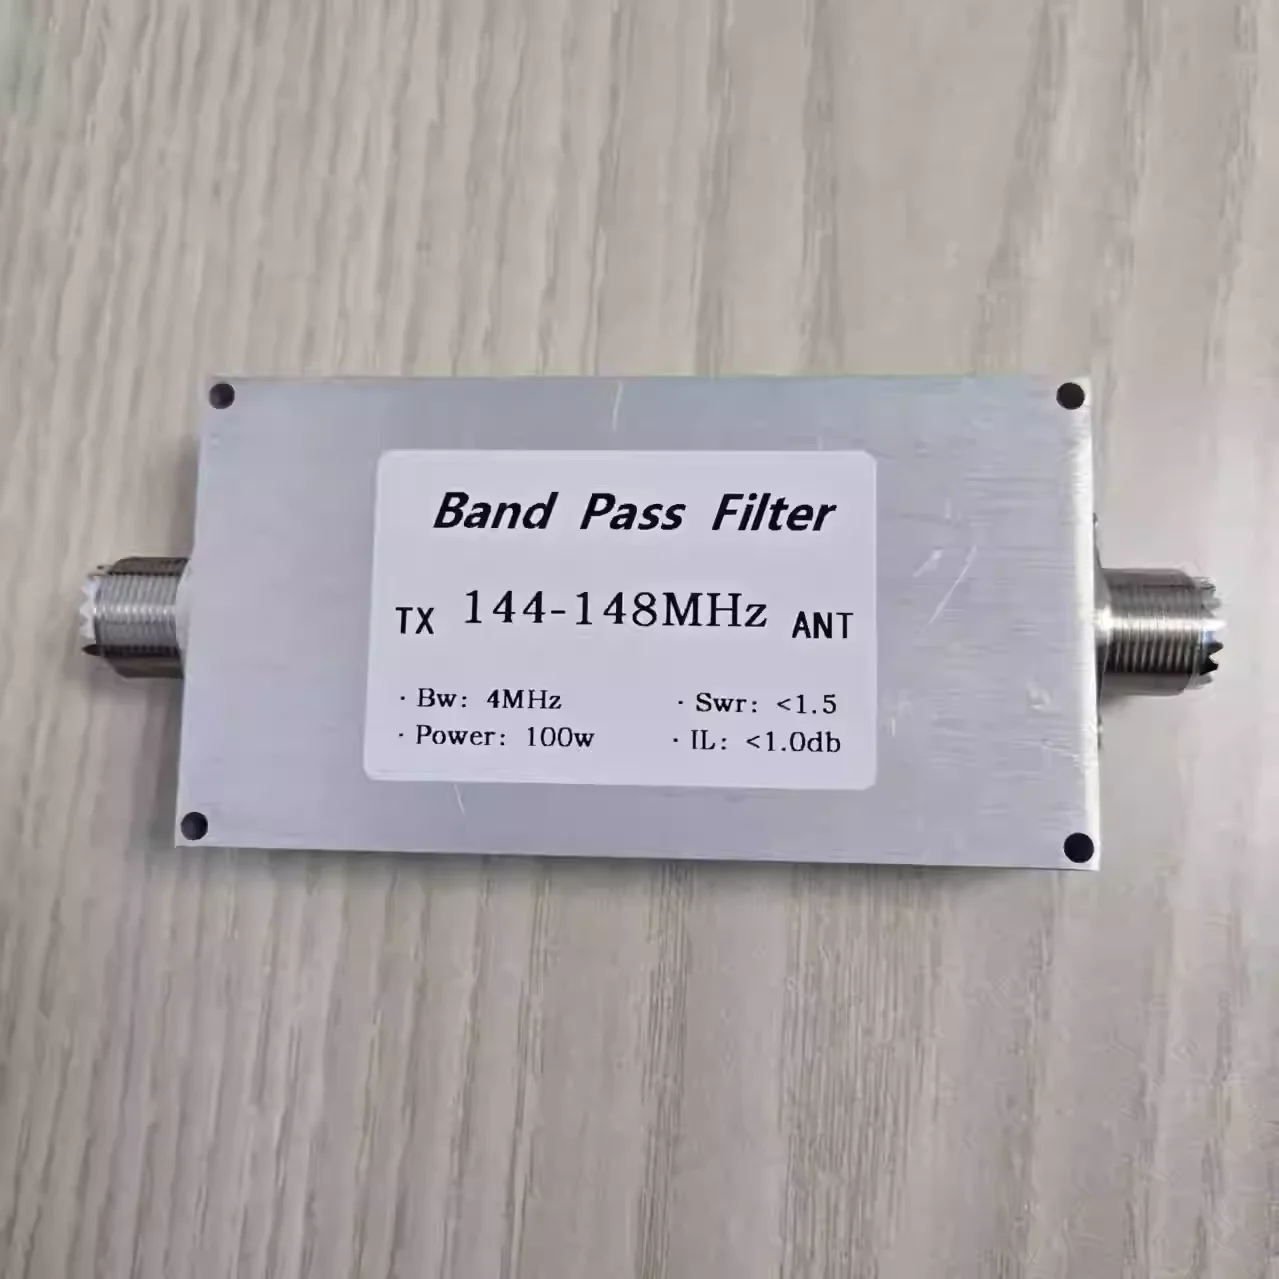 Band Pass Filter
TX 144-148MHz ANT
· Bw: 4MHz · Swr: <1.5
· Power: 100w · IL: <1.0db